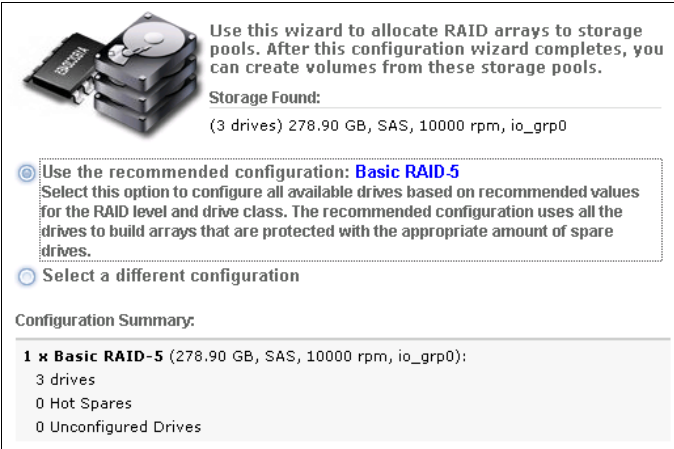 Use this wizard to allocate RAID arrays to storage
pools. After this configuration wizard completes, you
can create volumes from these storage pools.
Storage Found:
(3 drives) 278.90 GB, SAS, 10000 rpm, io_grp0
Use the recommended configuration: Basic RAID-5
Select this option to configure all available drives based on recommended values
for the RAID level and drive class. The recommended configuration uses all the
drives to build arrays that are protected with the appropriate amount of spare
drives.
Select a different configuration
Configuration Summary:
1 x Basic RAID-5 (278.90 GB, SAS, 10000 rpm, io_grp0):
3 drives
0 Hot Spares
0 Unconfigured Drives